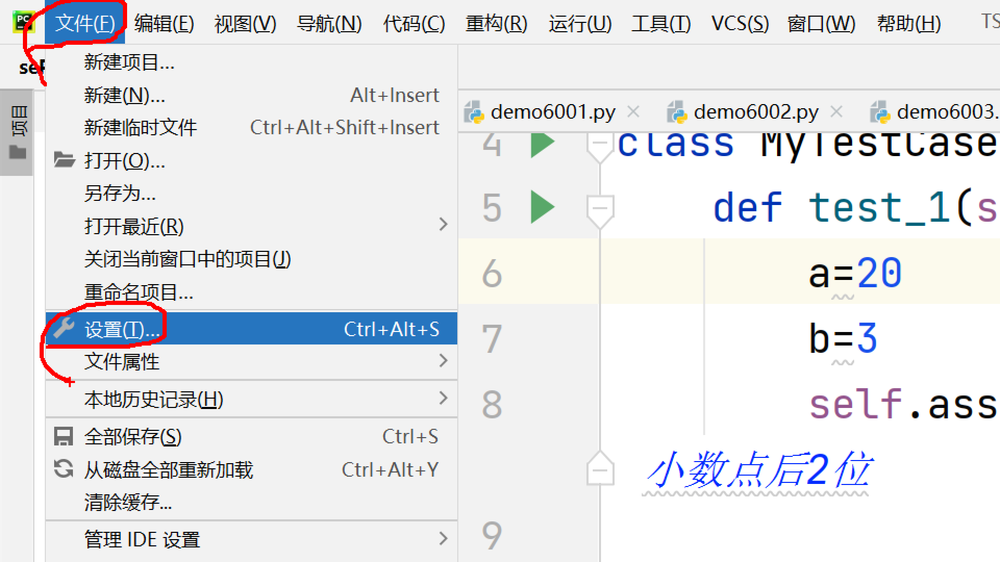 PC 文件(F) 编辑(E) 视图(V) 导航(N) 代码(C) 重构(R) 运行(U) 工具(T) VCS(S) 窗口(W) 帮助(H) TS
项目
新建项目...
新建(N)... Alt+Insert
新建临时文件 Ctrl+Alt+Shift+Insert
打开(O)...
另存为...
打开最近(R)
关闭当前窗口中的项目(J)
重命名项目...
设置(T)... Ctrl+Alt+S
文件属性
本地历史记录(H)
全部保存(S) Ctrl+S
从磁盘全部重新加载 Ctrl+Alt+Y
清除缓存...
管理 IDE 设置
demo6001.py demo6002.py demo6003.
4 class MyTestCase
5 def test_1(s
6 a=20
7 b=3
8 self.ass
小数点后2位
9